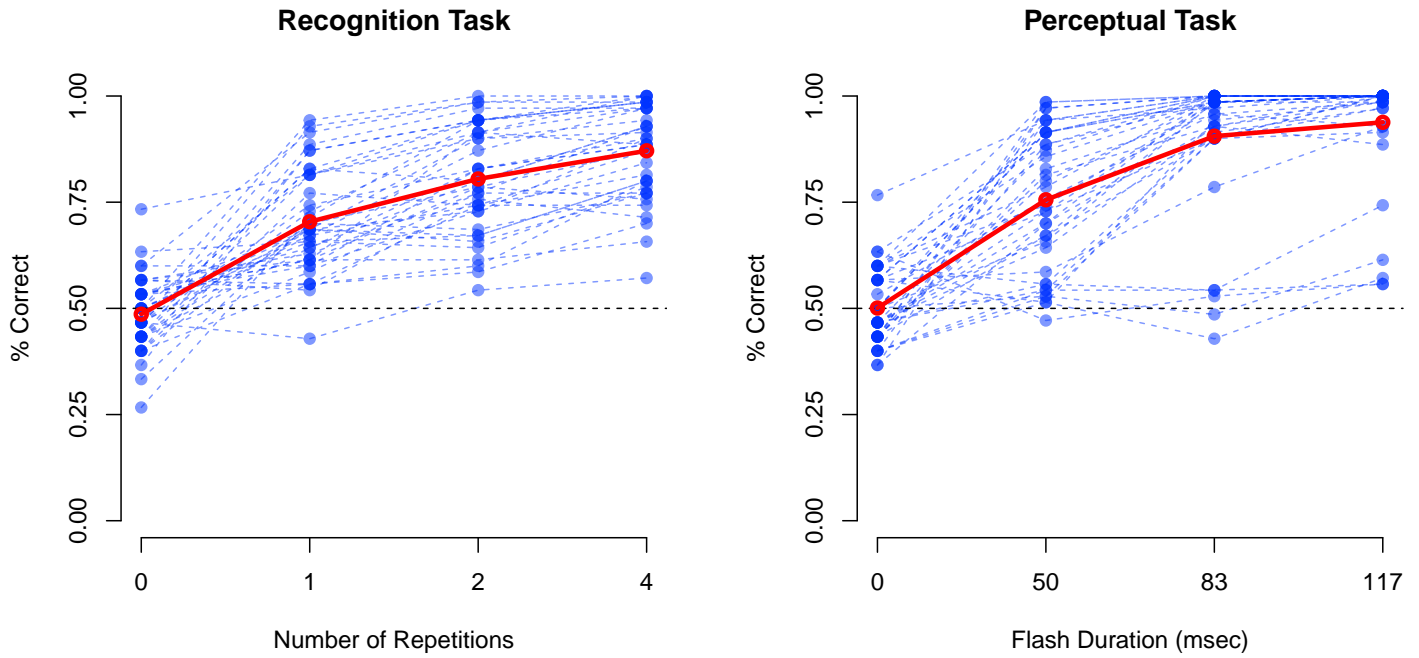 Recognition Task
% Correct
1.00
0.75
0.50
0.25
0.00
0 1 2 4
Number of Repetitions
Perceptual Task
% Correct
1.00
0.75
0.50
0.25
0.00
0 50 83 117
Flash Duration (msec)